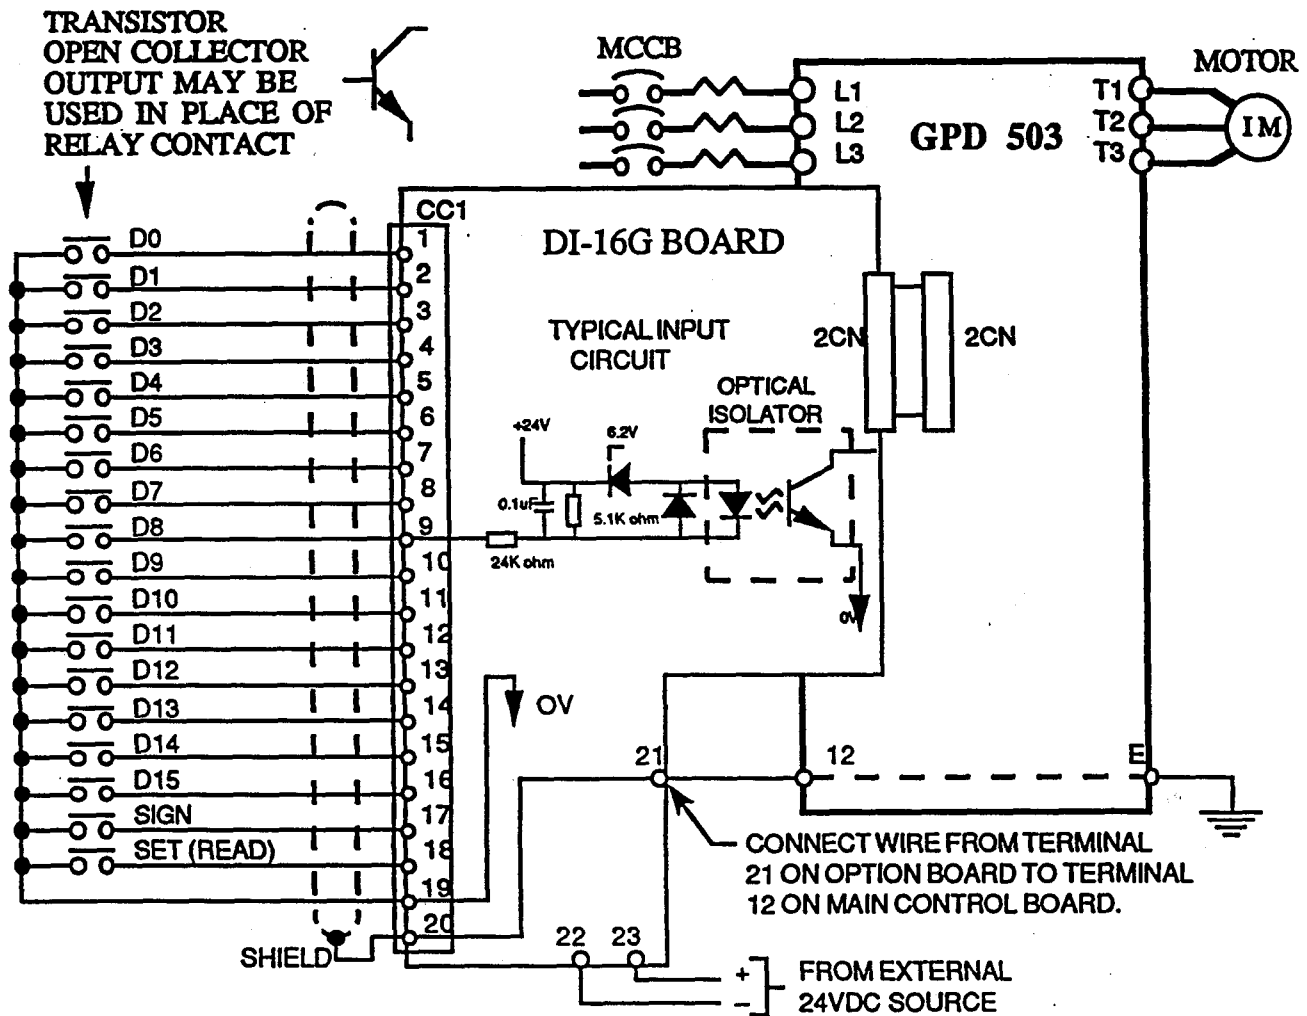 TRANSISTOR
OPEN COLLECTOR
OUTPUT MAY BE
USED IN PLACE OF
RELAY CONTACT
MCCB
MOTOR
L1
L2
L3
GPD 503
T1
T2
T3
IM
CC1
DI-16G BOARD
D0
1
D1
2
D2
3
D3
4
D4
5
D5
6
D6
7
D7
8
D8
9
D9
10
D10
11
D11
12
D12
13
D13
14
D14
15
D15
16
SIGN
17
SET (READ)
18
19
20
SHIELD
TYPICAL INPUT
CIRCUIT
2CN
2CN
OPTICAL
ISOLATOR
+24V
6.2V
0.1uF
5.1K ohm
24K ohm
0V
OV
21
12
E
CONNECT WIRE FROM TERMINAL
21 ON OPTION BOARD TO TERMINAL
12 ON MAIN CONTROL BOARD.
22
23
+
–
FROM EXTERNAL
24VDC SOURCE